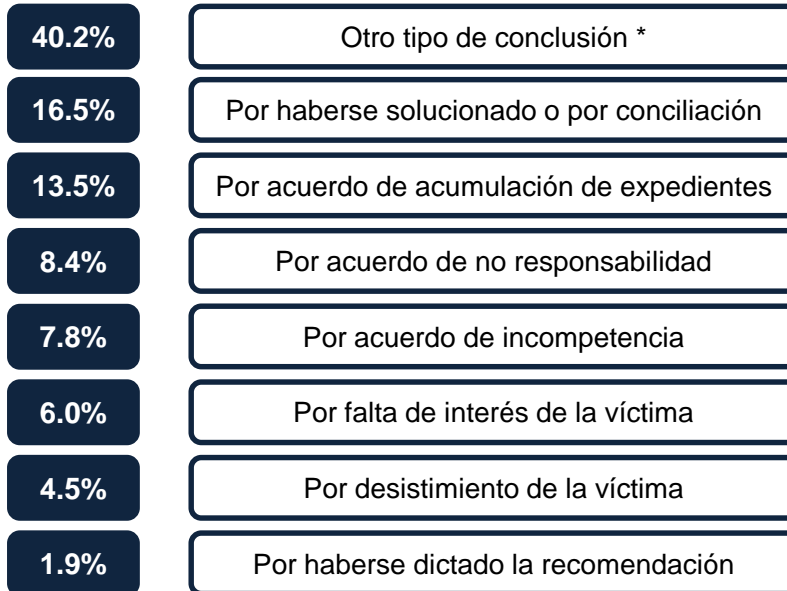 40.2% Otro tipo de conclusión *
16.5% Por haberse solucionado o por conciliación
13.5% Por acuerdo de acumulación de expedientes
8.4% Por acuerdo de no responsabilidad
7.8% Por acuerdo de incompetencia
6.0% Por falta de interés de la víctima
4.5% Por desistimiento de la víctima
1.9% Por haberse dictado la recomendación